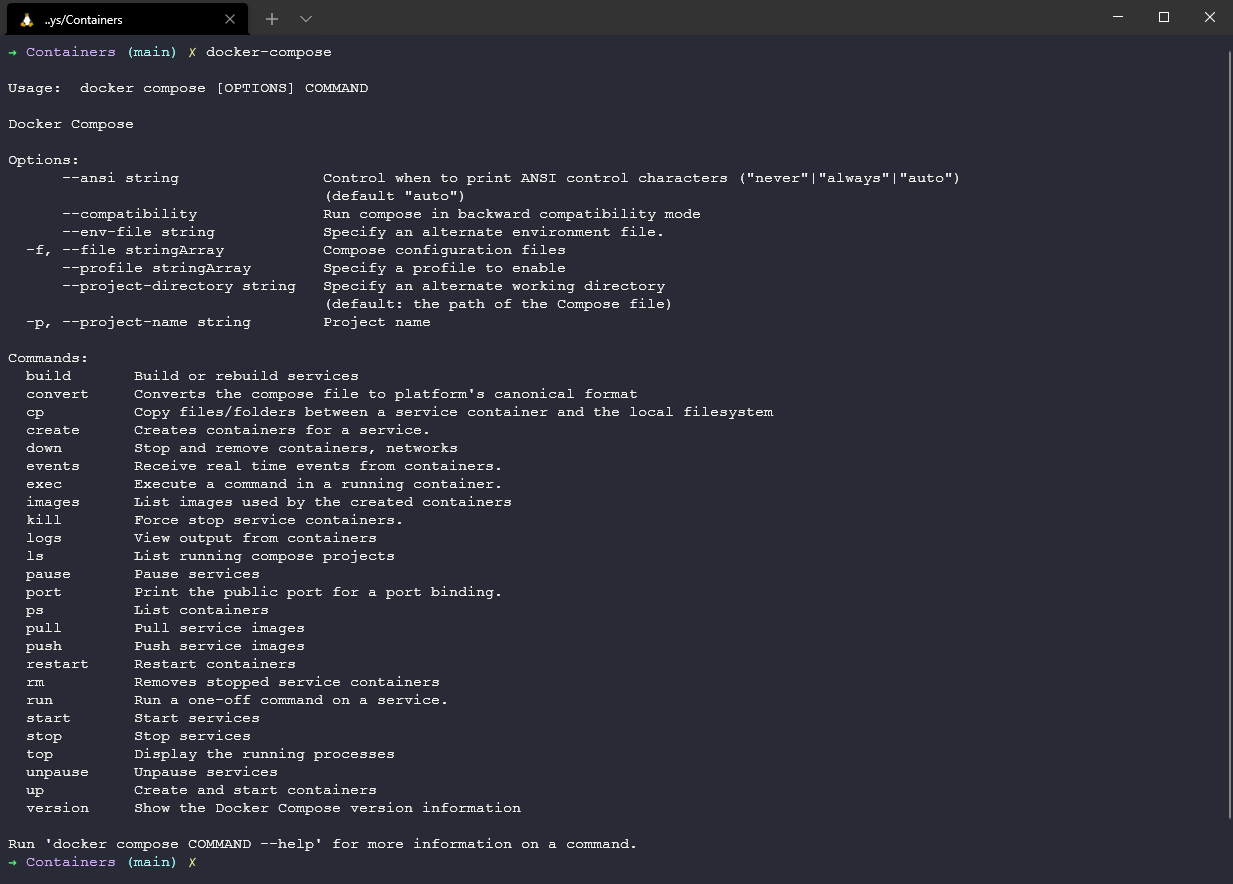 ..ys/Containers
→ Containers (main) ✗ docker-compose
Usage:  docker compose [OPTIONS] COMMAND
Docker Compose
Options:
      --ansi string                Control when to print ANSI control characters ("never"|"always"|"auto")
                                   (default "auto")
      --compatibility              Run compose in backward compatibility mode
      --env-file string            Specify an alternate environment file.
  -f, --file stringArray           Compose configuration files
      --profile stringArray        Specify a profile to enable
      --project-directory string   Specify an alternate working directory
                                   (default: the path of the Compose file)
  -p, --project-name string        Project name
Commands:
  build       Build or rebuild services
  convert     Converts the compose file to platform's canonical format
  cp          Copy files/folders between a service container and the local filesystem
  create      Creates containers for a service.
  down        Stop and remove containers, networks
  events      Receive real time events from containers.
  exec        Execute a command in a running container.
  images      List images used by the created containers
  kill        Force stop service containers.
  logs        View output from containers
  ls          List running compose projects
  pause       Pause services
  port        Print the public port for a port binding.
  ps          List containers
  pull        Pull service images
  push        Push service images
  restart     Restart containers
  rm          Removes stopped service containers
  run         Run a one-off command on a service.
  start       Start services
  stop        Stop services
  top         Display the running processes
  unpause     Unpause services
  up          Create and start containers
  version     Show the Docker Compose version information
Run 'docker compose COMMAND --help' for more information on a command.
→ Containers (main) ✗